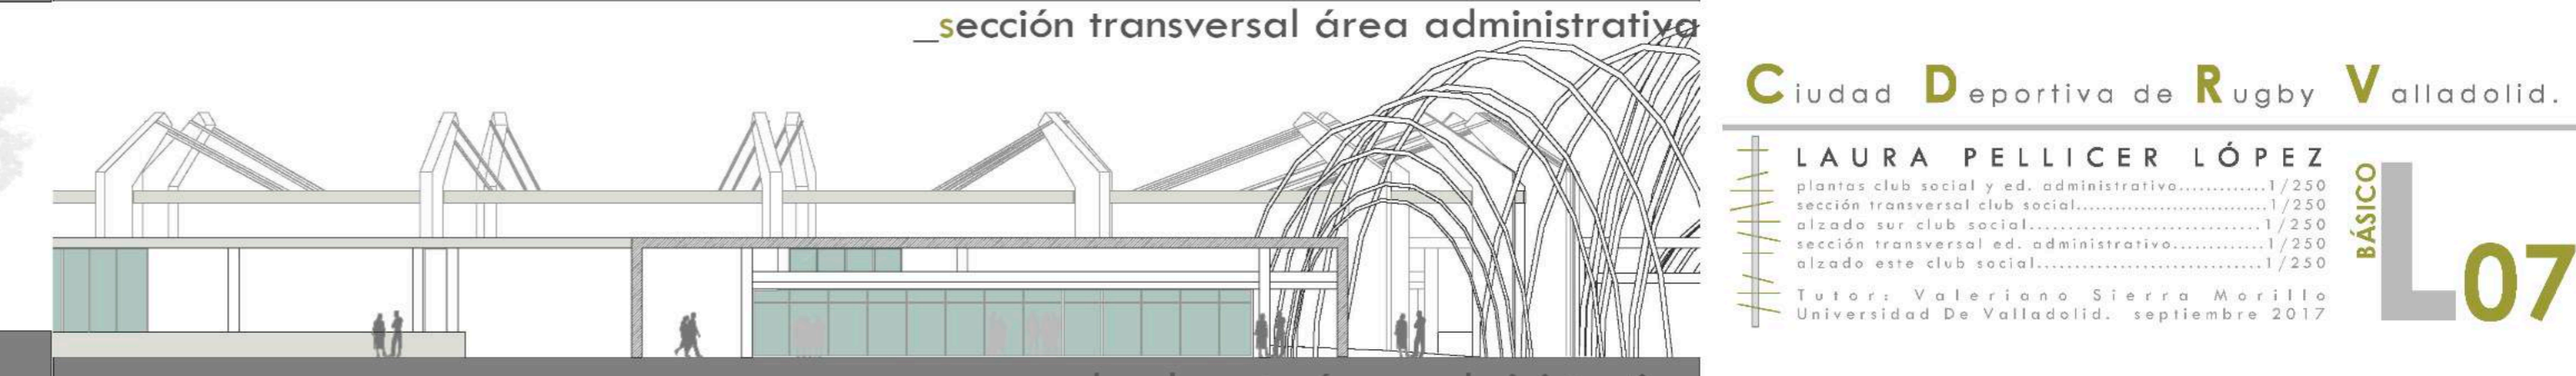 _sección transversal área administrativa
Ciudad Deportiva de Rugby Valladolid.
LAURA PELLICER LÓPEZ
plantas club social y ed. administrativo.............1/250
sección transversal club social............................1/250
alzado sur club social...................................1/250
sección transversal ed. administrativo.............1/250
alzado este club social..................................1/250
Tutor: Valeriano Sierra Morillo
Universidad De Valladolid. septiembre 2017
BÁSICO
L07